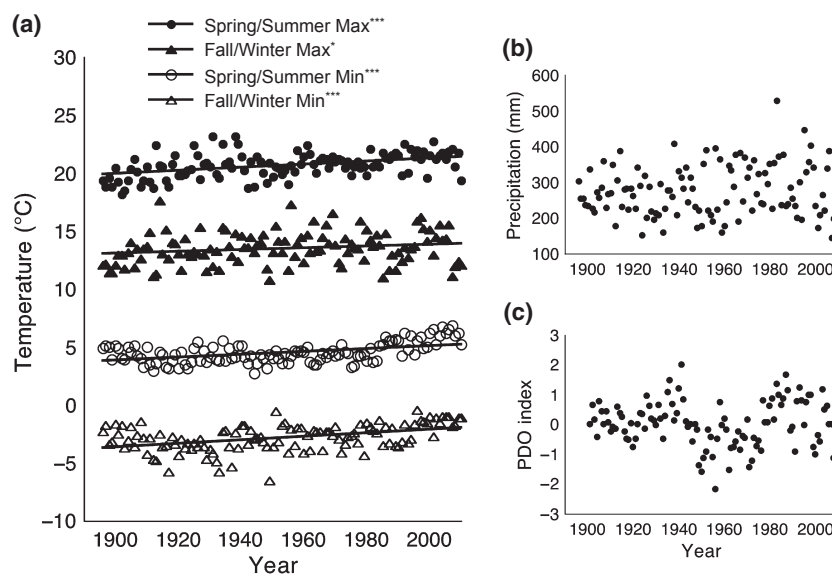 (a)
Spring/Summer Max***
Fall/Winter Max*
Spring/Summer Min***
Fall/Winter Min***
30
25
20
15
10
5
0
−5
−10
Temperature (°C)
1900 1920 1940 1960 1980 2000
Year
(b)
600
500
400
300
200
100
Precipitation (mm)
1900 1920 1940 1960 1980 2000
(c)
3
2
1
0
−1
−2
−3
PDO index
1900 1920 1940 1960 1980 2000
Year